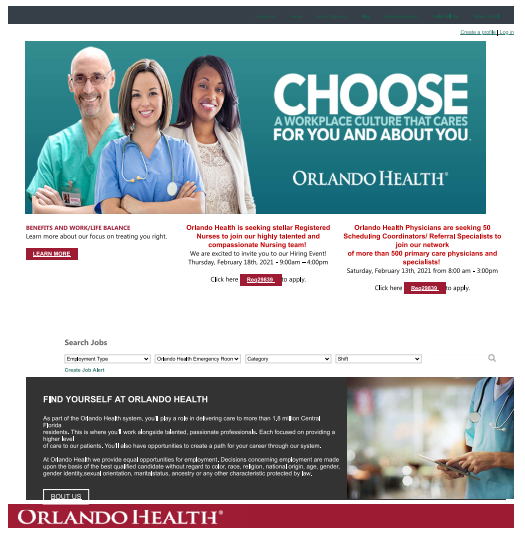 Create a profile Log in
CHOOSE
A WORKPLACE CULTURE THAT CARES
FOR YOU AND ABOUT YOU.
ORLANDO HEALTH®
BENEFITS AND WORK/LIFE BALANCE
Learn more about our focus on treating you right.
LEARN MORE
Orlando Health is seeking stellar Registered
Nurses to join our highly talented and
compassionate Nursing team!
We are excited to invite you to our Hiring Event!
Thursday, February 18th, 2021 - 9:00am – 4:00pm
Click here Req29839 to apply.
Orlando Health Physicians are seeking 50
Scheduling Coordinators/ Referral Specialists to
join our network
of more than 500 primary care physicians and
specialists!
Saturday, February 13th, 2021 from 8:00 am - 3:00pm
Click here Req29839 to apply.
Search Jobs
Employment Type
Orlando Health Emergency Room
Category
Shift
Create Job Alert
FIND YOURSELF AT ORLANDO HEALTH
As part of the Orlando Health system, you'll play a role in delivering care to more than 1,8 million Central
Florida
residents. This is where you'll work alongside talented, passionate professionals. Each focused on providing a
higher level
of care to our patients. You'll also have opportunities to create a path for your career through our system.
At Orlando Health we provide equal opportunities for employment, Decisions concerning employment are made
upon the basis of the best qualified candidate without regard to color, race, religion, national origin, age, gender,
gender identity,sexual orientation, maritalstatus, ancestry or any other characteristic protected by law.
BOUT US
ORLANDO HEALTH®